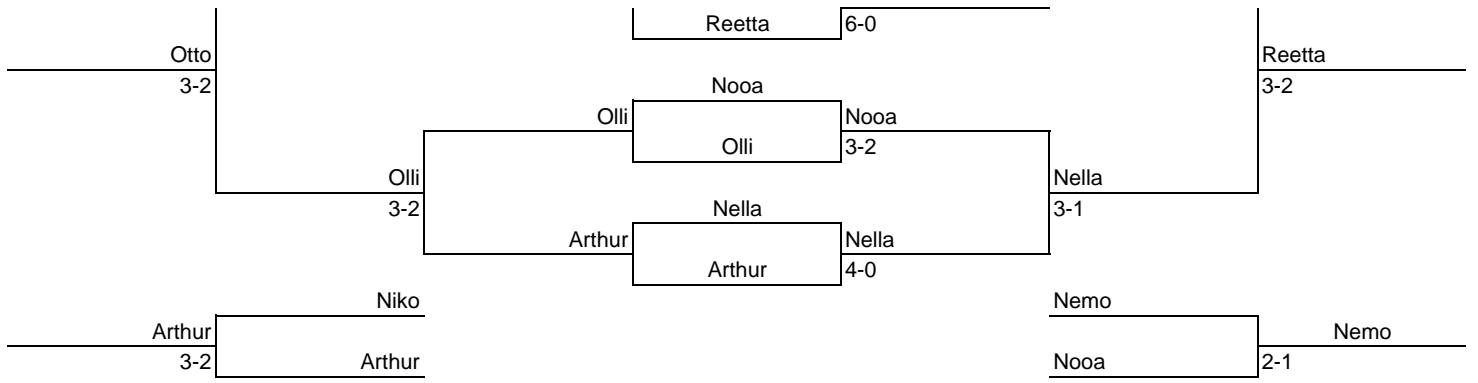 Reetta 6-0
Otto Reetta
3-2 Nooa 3-2
Olli Nooa
Olli 3-2
Olli Nella
3-2 Nella 3-1
Arthur Nella
Arthur 4-0
Niko Nemo
Arthur Nemo
3-2 Arthur Nooa 2-1